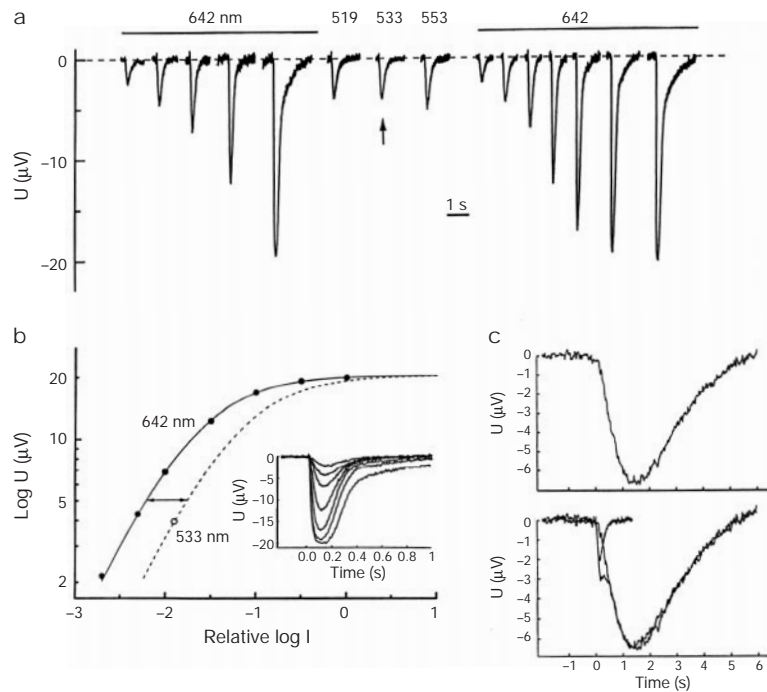 a
642 nm 519 533 553 642
0
−10
−20
U (µV)
1 s
b
20
10
5
2
Log U (µV)
642 nm
533 nm
−3 −2 −1 0 1
Relative log I
0
−5
−10
−15
−20
U (µV)
0.0 0.2 0.4 0.6 0.8 1
Time (s)
c
0
−1
−2
−3
−4
−5
−6
U (µV)
0
−1
−2
−3
−4
−5
−6
U (µV)
−1 0 1 2 3 4 5 6
Time (s)